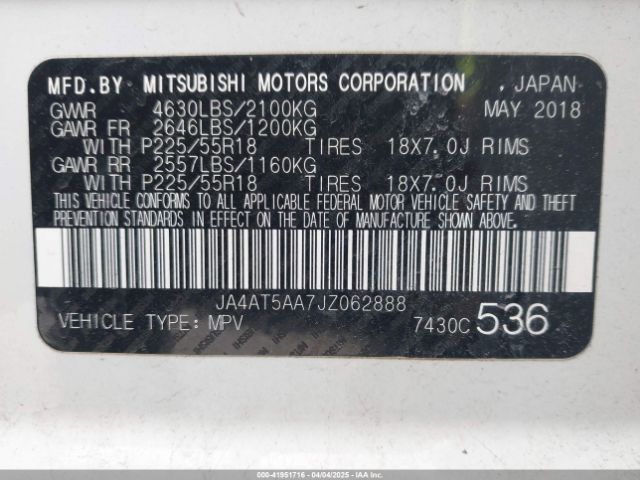 MFD.BY MITSUBISHI MOTORS CORPORATION , JAPAN
GVWR 4630LBS/2100KG MAY 2018
GAWR FR 2646LBS/1200KG
WITH P225/55R18 TIRES 18X7.0J RIMS
GAWR RR 2557LBS/1160KG
WITH P225/55R18 TIRES 18X7.0J RIMS
THIS VEHICLE CONFORMS TO ALL APPLICABLE FEDERAL MOTOR VEHICLE SAFETY AND THEFT
PREVENTION STANDARDS IN EFFECT ON THE DATE OF MANUFACTURE SHOWN ABOVE.
JA4AT5AA7JZ062888
VEHICLE TYPE: MPV 7430C 536
000-41951716 - 04/04/2025 - IAAI.COM